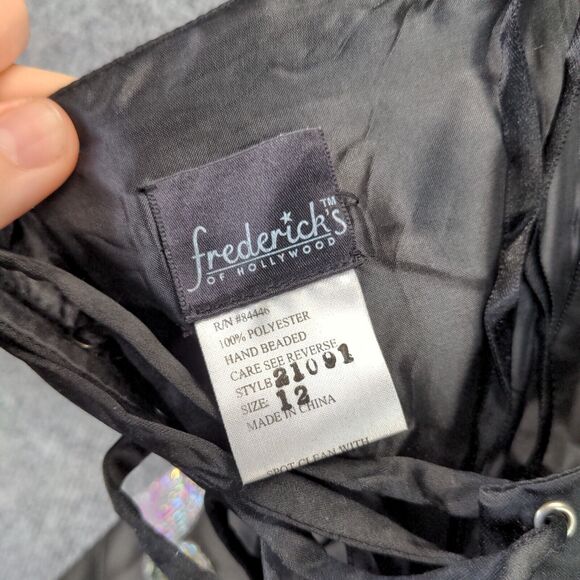 frederick's™
OF HOLLYWOOD
R/N #84446
100% POLYESTER
HAND BEADED
CARE SEE REVERSE
STYLE 21091
SIZE: 12
MADE IN CHINA
SPOT CLEAN WITH